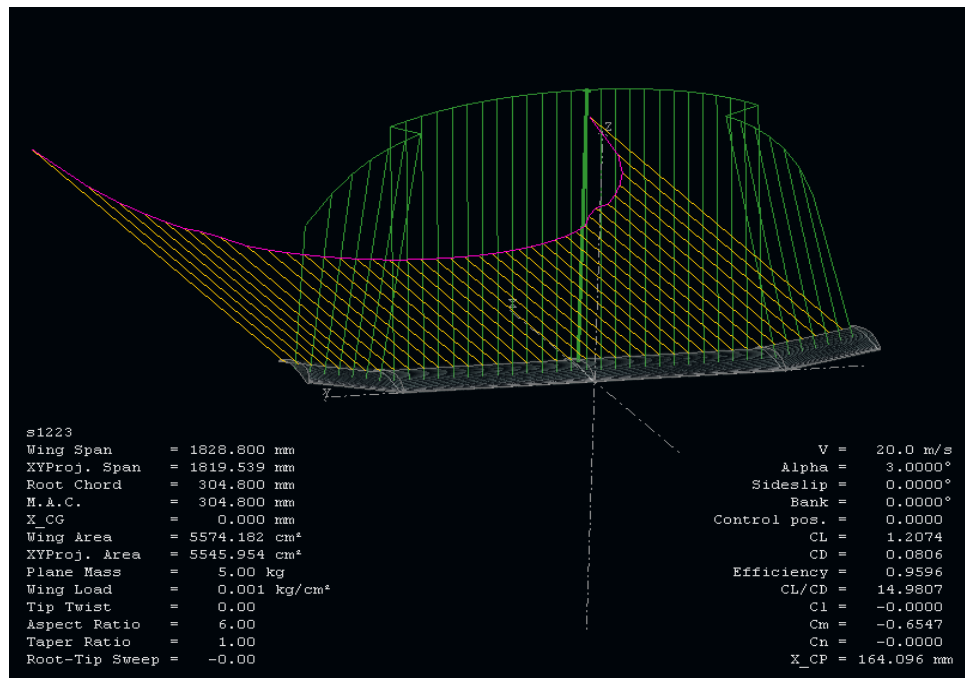 Z
Z
Y
s1223
Wing Span = 1828.800 mm
XYProj. Span = 1819.539 mm
Root Chord = 304.800 mm
M.A.C. = 304.800 mm
X_CG = 0.000 mm
Wing Area = 5574.182 cm²
XYProj. Area = 5545.954 cm²
Plane Mass = 5.00 kg
Wing Load = 0.001 kg/cm²
Tip Twist = 0.00
Aspect Ratio = 6.00
Taper Ratio = 1.00
Root-Tip Sweep = -0.00
V = 20.0 m/s
Alpha = 3.0000°
Sideslip = 0.0000°
Bank = 0.0000°
Control pos. = 0.0000
CL = 1.2074
CD = 0.0806
Efficiency = 0.9596
CL/CD = 14.9807
Cl = -0.0000
Cm = -0.6547
Cn = -0.0000
X_CP = 164.096 mm